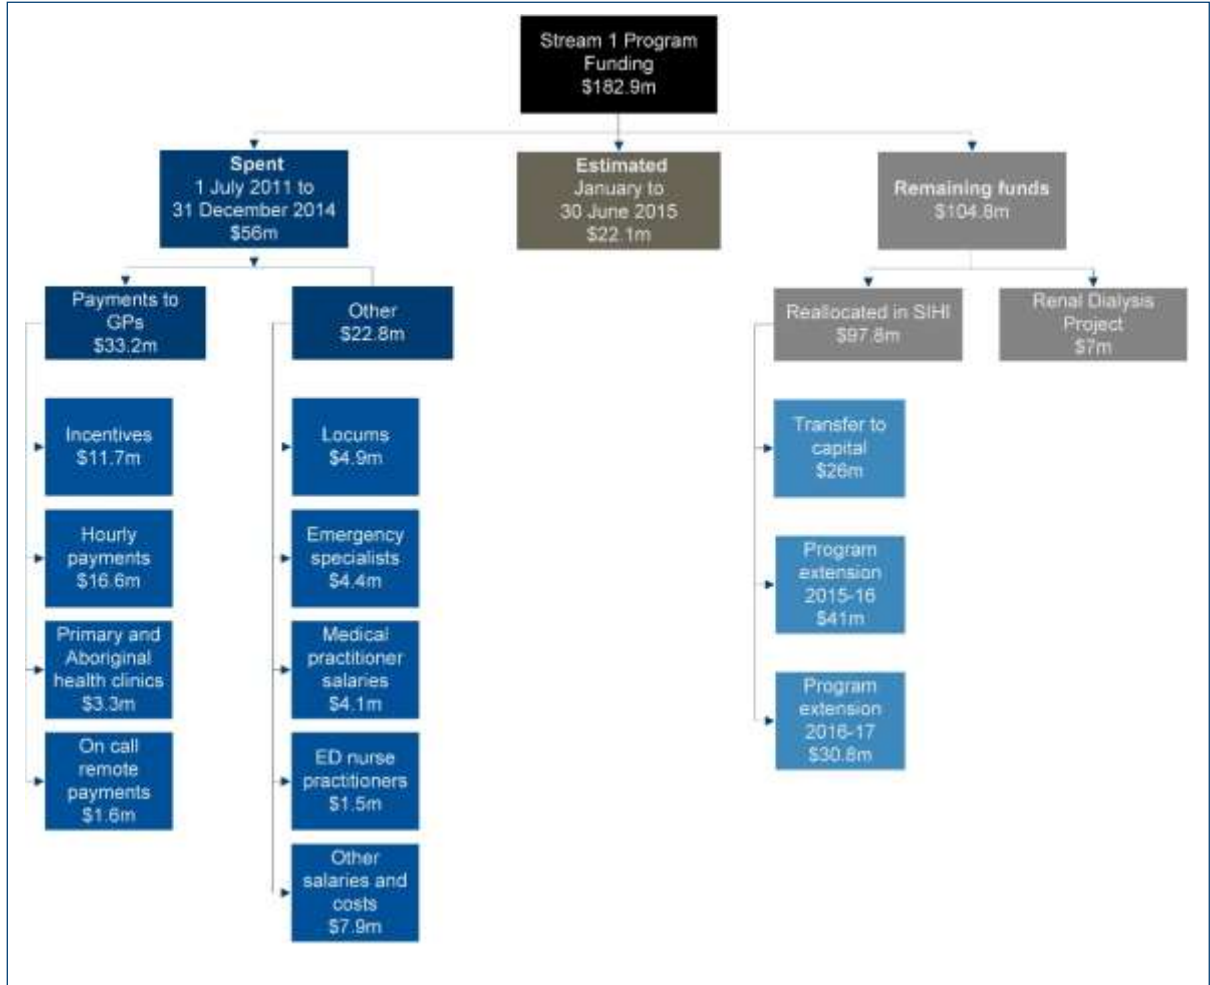 Stream 1 Program
Funding
$182.9m
Spent
1 July 2011 to
31 December 2014
$56m
Estimated
January to
30 June 2015
$22.1m
Remaining funds
$104.8m
Payments to
GPs
$33.2m
Other
$22.8m
Reallocated in SIHI
$97.8m
Renal Dialysis
Project
$7m
Incentives
$11.7m
Hourly
payments
$16.6m
Primary and
Aboriginal
health clinics
$3.3m
On call
remote
payments
$1.6m
Locums
$4.9m
Emergency
specialists
$4.4m
Medical
practitioner
salaries
$4.1m
ED nurse
practitioners
$1.5m
Other
salaries and
costs
$7.9m
Transfer to
capital
$26m
Program
extension
2015-16
$41m
Program
extension
2016-17
$30.8m